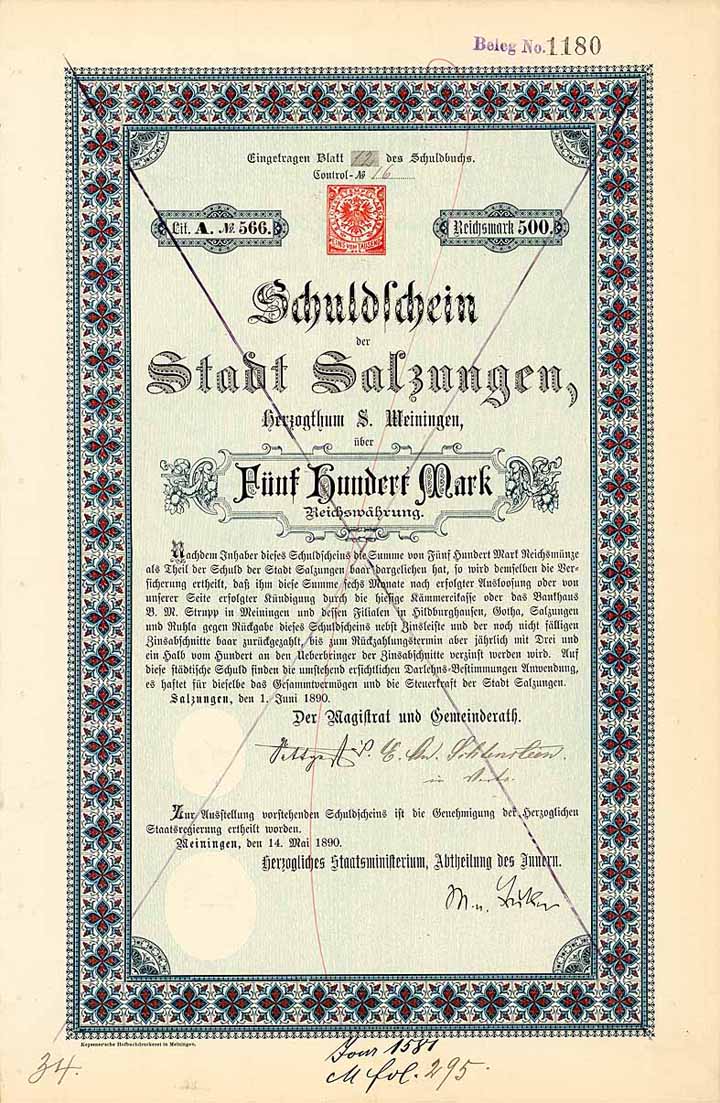 Beleg No. 1180
Eingetragen Blatt 12 des Schuldbuchs.
Control-№ 16
Lit. A. №. 566.
Reichsmark 500.
Schuldschein
der
Stadt Salzungen,
Herzogthum S. Meiningen,
über
Fünf Hundert Mark
Reichswährung.
Nachdem Inhaber dieses Schuldscheins die Summe von Fünf Hundert Mark Reichsmünze
als Theil der Schuld der Stadt Salzungen baar dargeliehen hat, so wird demselben die Ver-
sicherung ertheilt, daß ihm diese Summe sechs Monate nach erfolgter Ausloosung oder von
unserer Seite erfolgter Kündigung durch die hiesige Kämmereikasse oder das Bankhaus
B. M. Strupp in Meiningen und dessen Filialen in Hildburghausen, Gotha, Salzungen
und Ruhla gegen Rückgabe dieses Schuldscheins nebst Zinsleiste und der noch nicht fälligen
Zinsabschnitte baar zurückgezahlt, bis zum Rückzahlungstermin aber jährlich mit Drei und
ein Halb vom Hundert an den Ueberbringer der Zinsabschnitte verzinst werden wird. Auf
diese städtische Schuld finden die umstehend ersichtlichen Darlehns-Bestimmungen Anwendung,
es haftet für dieselbe das Gesammtvermögen und die Steuerkraft der Stadt Salzungen.
Salzungen, den 1. Juni 1890.
Der Magistrat und Gemeinderath.
Zur Ausstellung vorstehenden Schuldscheins ist die Genehmigung der Herzoglichen
Staatsregierung ertheilt worden.
Meiningen, den 14. Mai 1890.
Herzogliches Staatsministerium, Abtheilung des Innern.
Keyssner'sche Hofbuchdruckerei in Meiningen.
34.
Jour 1581
M fol. 295.